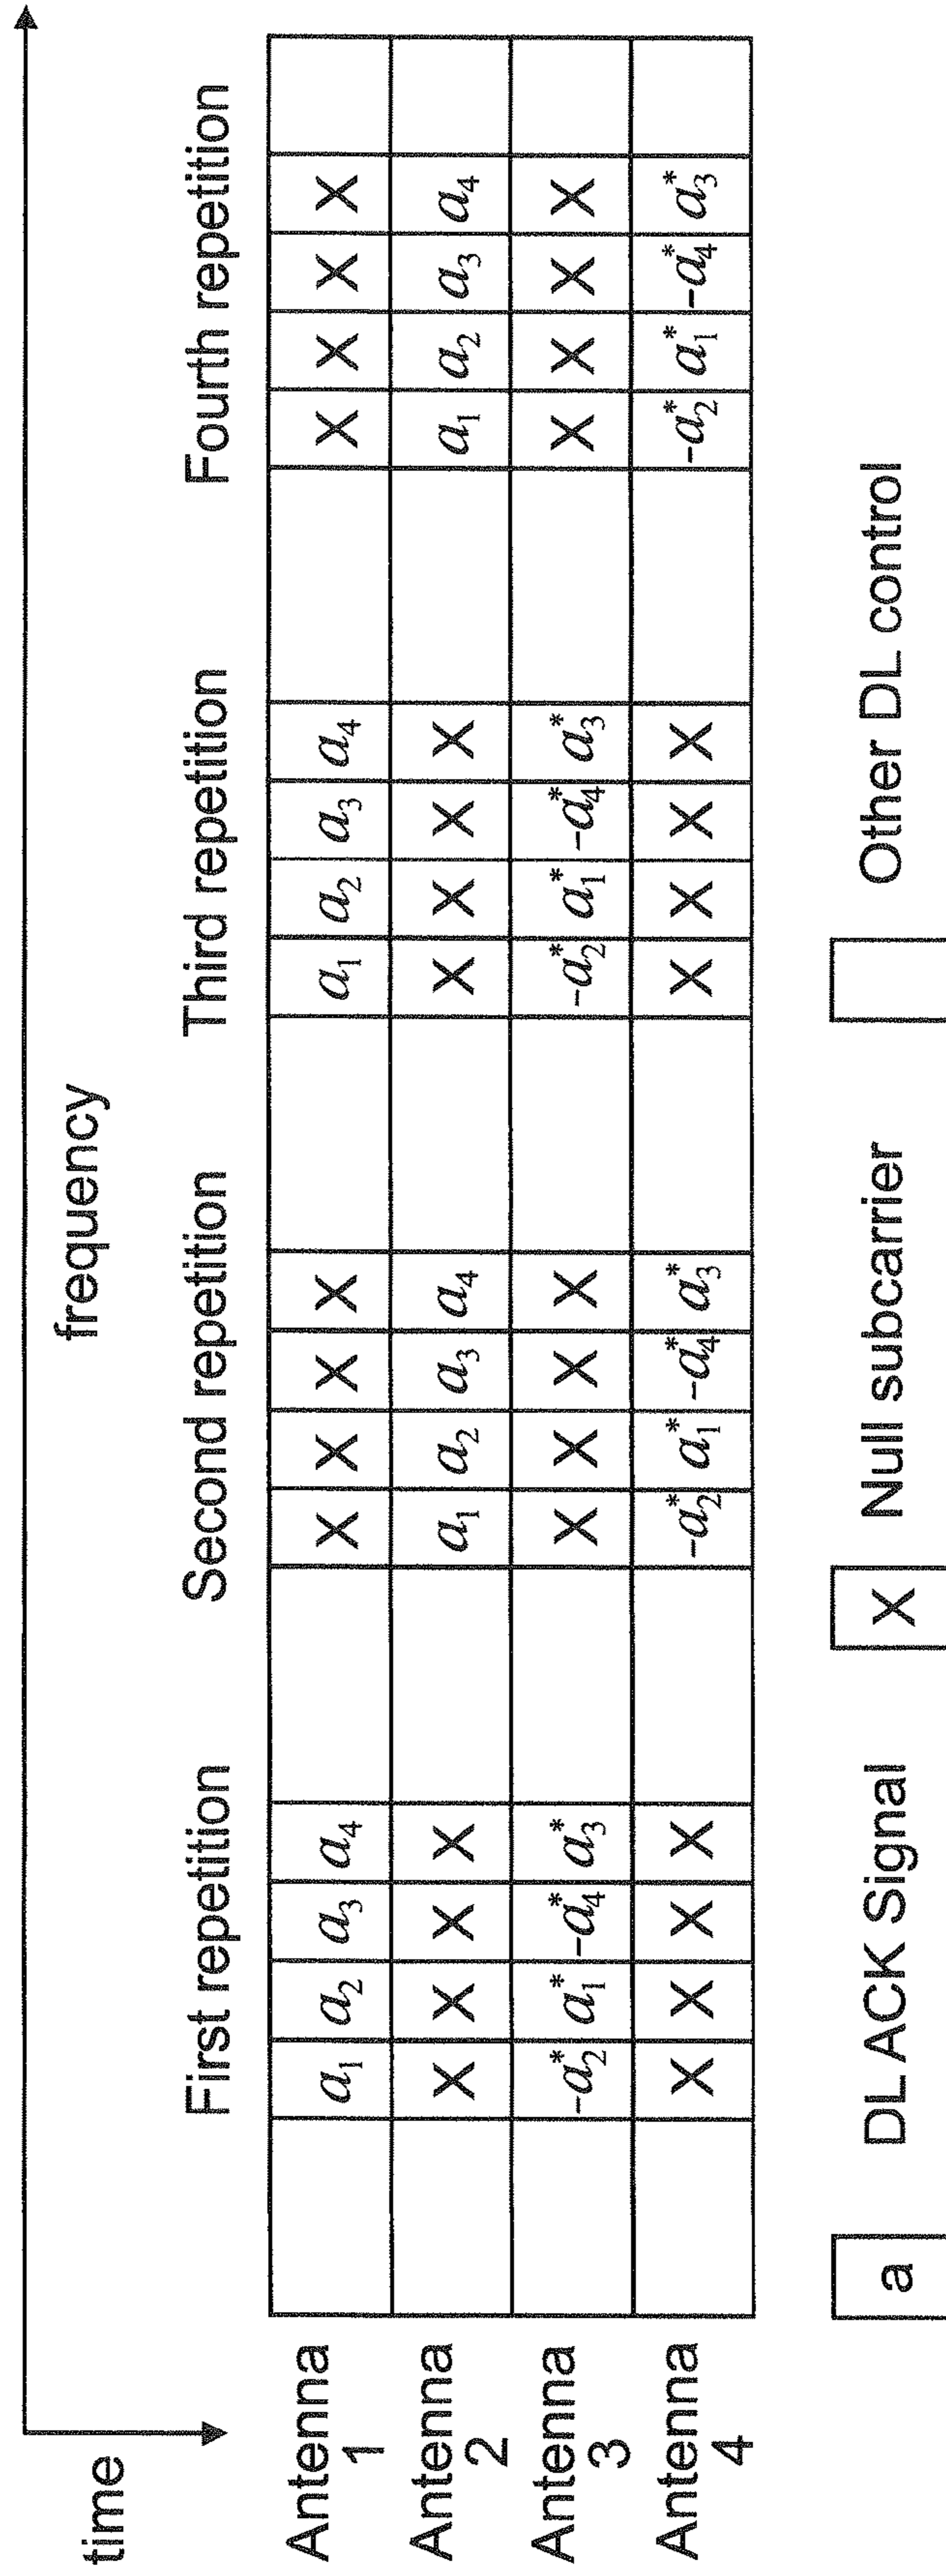 frequency
time
First repetition Second repetition Third repetition Fourth repetition
Antenna 1 a₁ a₂ a₃ a₄ X X X X a₁ a₂ a₃ a₄ X X X X
Antenna 2 X X X X a₁ a₂ a₃ a₄ X X X X a₁ a₂ a₃ a₄
Antenna 3 -a₂* a₁* -a₄* a₃* X X X X -a₂* a₁* -a₄* a₃* X X X X
Antenna 4 X X X X -a₂* a₁* -a₄* a₃* X X X X -a₂* a₁* -a₄* a₃*
a DL ACK Signal X Null subcarrier Other DL control